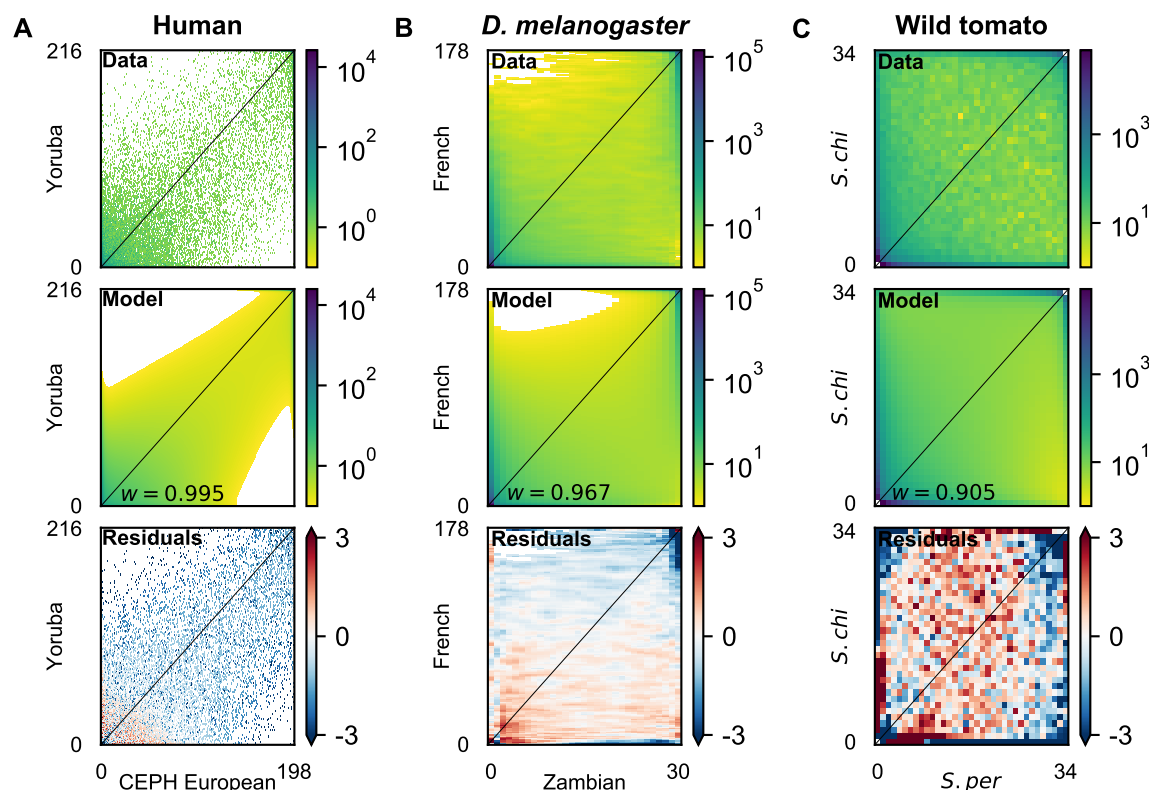 A
Human
B
D. melanogaster
C
Wild tomato
216
Data
Yoruba
0
10^4
10^2
10^0
178
Data
French
0
10^5
10^3
10^1
34
Data
S. chi
0
10^3
10^1
216
Model
Yoruba
w = 0.995
0
10^4
10^2
10^0
178
Model
French
w = 0.967
0
10^5
10^3
10^1
34
Model
S. chi
w = 0.905
0
10^3
10^1
216
Residuals
Yoruba
0
0
CEPH European
198
3
0
-3
178
Residuals
French
0
0
Zambian
30
3
0
-3
34
Residuals
S. chi
0
0
S. per
34
3
0
-3